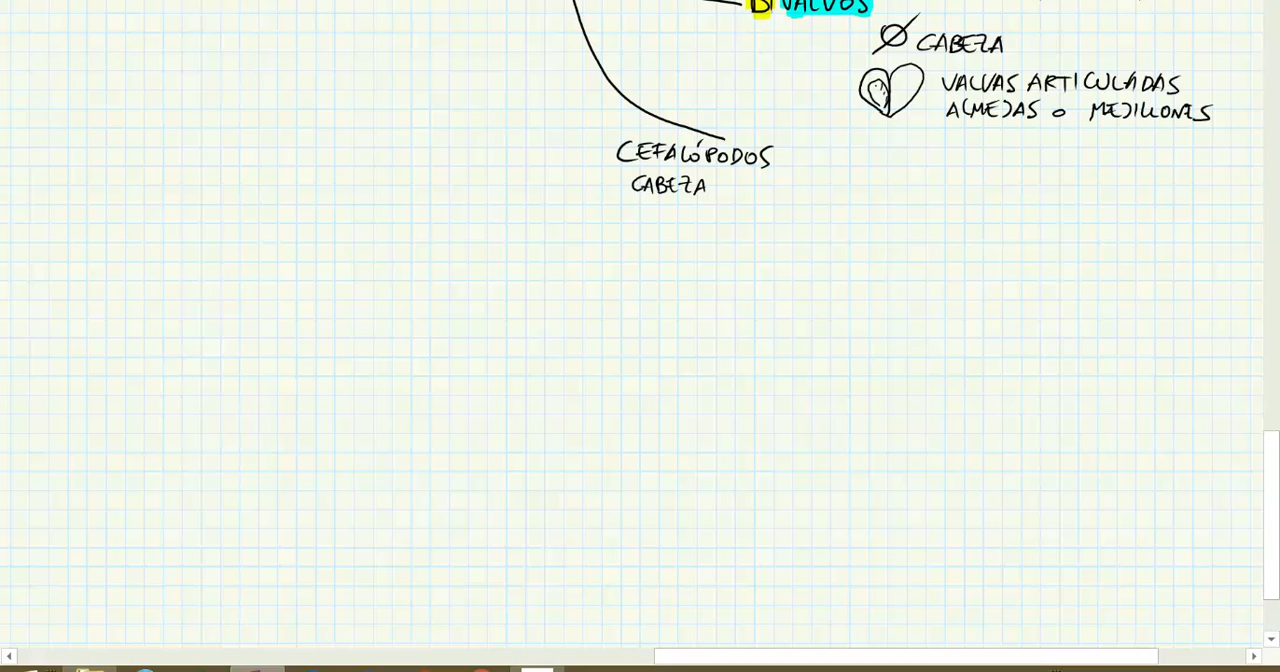 BIVALVOS
Ø CABEZA
VALVAS ARTICULADAS
ALMEJAS O MEJILLONES
CEFALÓPODOS
CABEZA